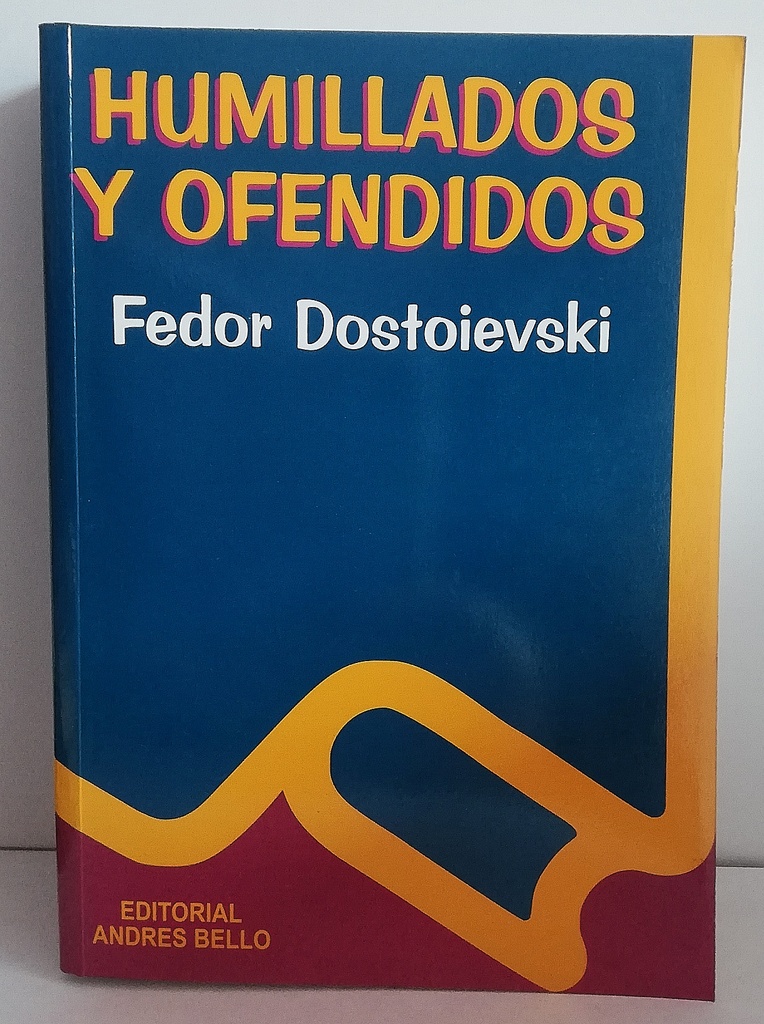 HUMILLADOS
Y OFENDIDOS
Fedor Dostoievski
EDITORIAL
ANDRES BELLO